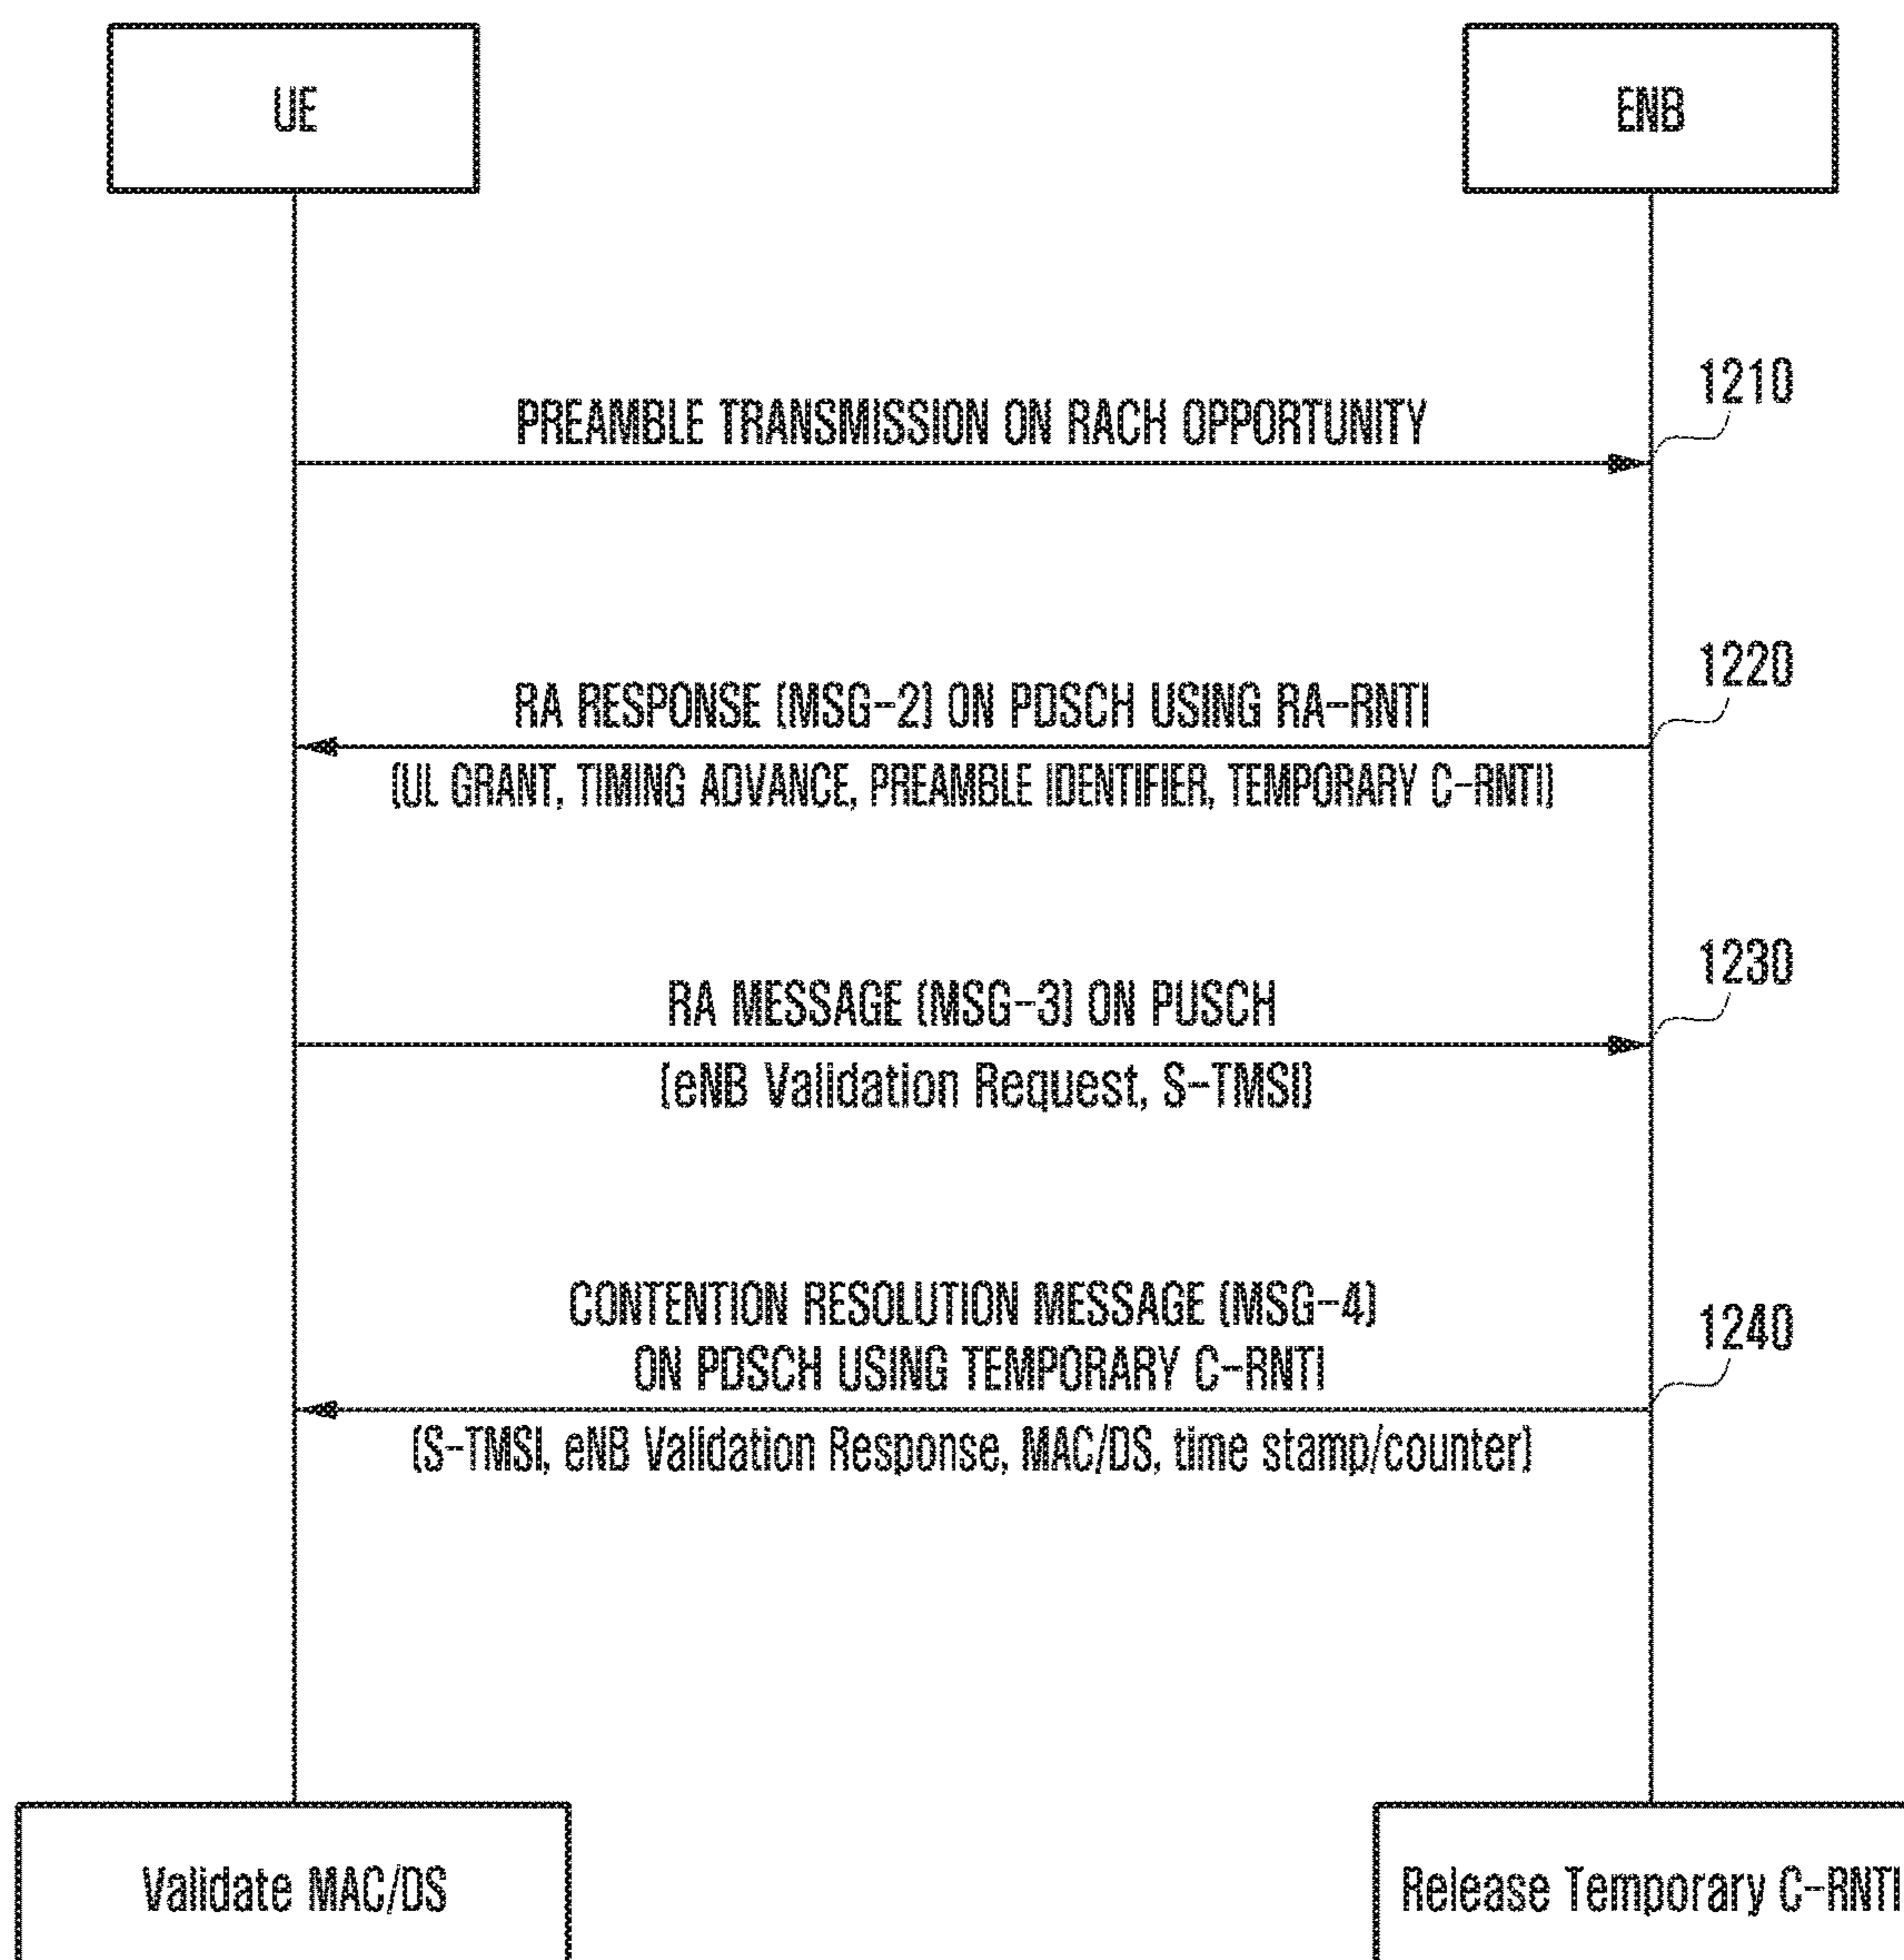 UE
ENB
1210
PREAMBLE TRANSMISSION ON RACH OPPORTUNITY
1220
RA RESPONSE (MSG-2) ON PDSCH USING RA-RNTI
(UL GRANT, TIMING ADVANCE, PREAMBLE IDENTIFIER, TEMPORARY C-RNTI)
1230
RA MESSAGE (MSG-3) ON PUSCH
(eNB Validation Request, S-TMSI)
CONTENTION RESOLUTION MESSAGE (MSG-4)
1240
ON PDSCH USING TEMPORARY C-RNTI
(S-TMSI, eNB Validation Response, MAC/DS, time stamp/counter)
Validate MAC/DS
Release Temporary C-RNTI